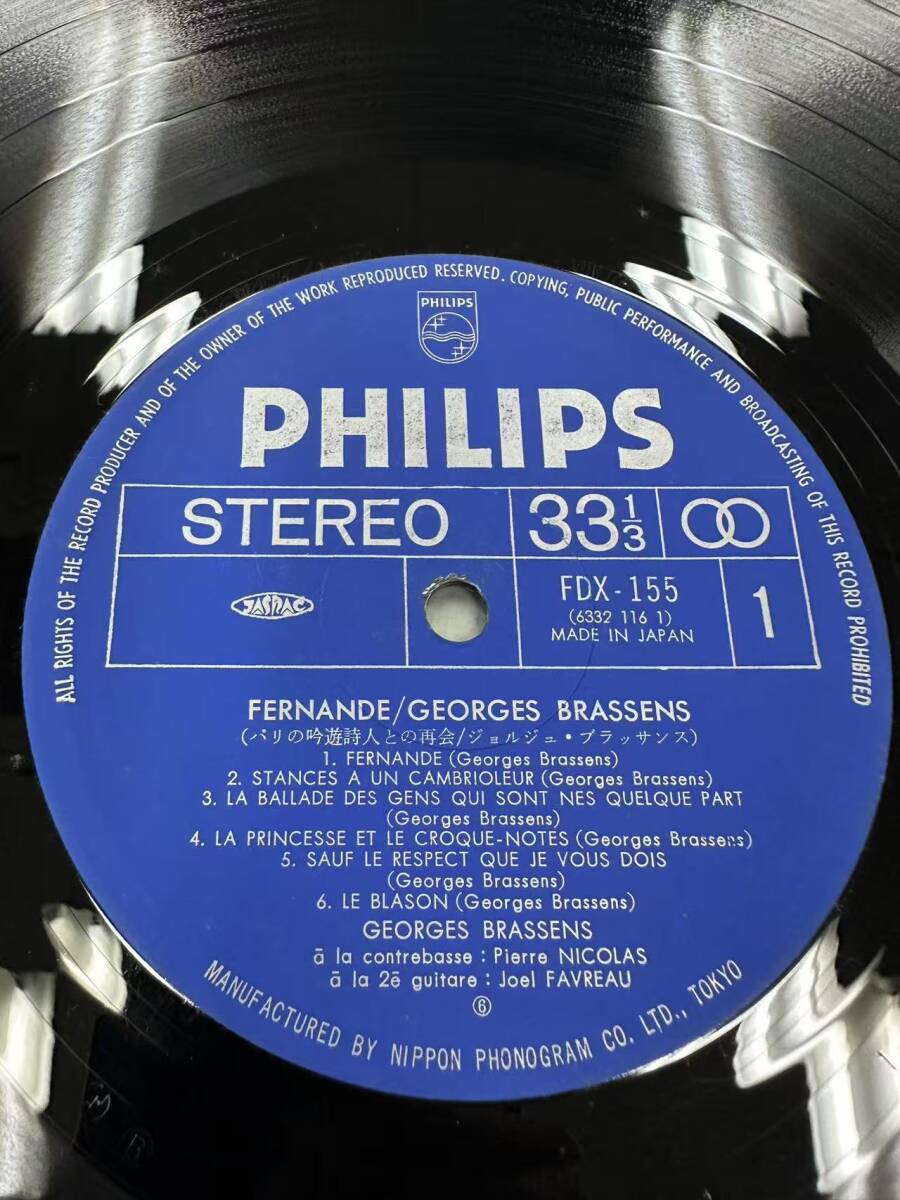 ALL RIGHTS OF THE RECORD PRODUCER AND OF THE OWNER OF THE WORK REPRODUCED RESERVED. COPYING, PUBLIC PERFORMANCE AND BROADCASTING OF THIS RECORD PROHIBITED
PHILIPS
PHILIPS
STEREO
33 1/3
JASRAC
FDX-155
(6332 116 1)
MADE IN JAPAN
1
FERNANDE/GEORGES BRASSENS
(パリの吟遊詩人との再会/ジョルジュ・ブラッサンス)
1. FERNANDE (Georges Brassens)
2. STANCES A UN CAMBRIOLEUR (Georges Brassens)
3. LA BALLADE DES GENS QUI SONT NES QUELQUE PART
(Georges Brassens)
4. LA PRINCESSE ET LE CROQUE-NOTES (Georges Brassens)
5. SAUF LE RESPECT QUE JE VOUS DOIS
(Georges Brassens)
6. LE BLASON (Georges Brassens)
GEORGES BRASSENS
ā la contrebasse : Pierre NICOLAS
ā la 2ē guitare : Joel FAVREAU
⑥
MANUFACTURED BY NIPPON PHONOGRAM CO. LTD., TOKYO
M R